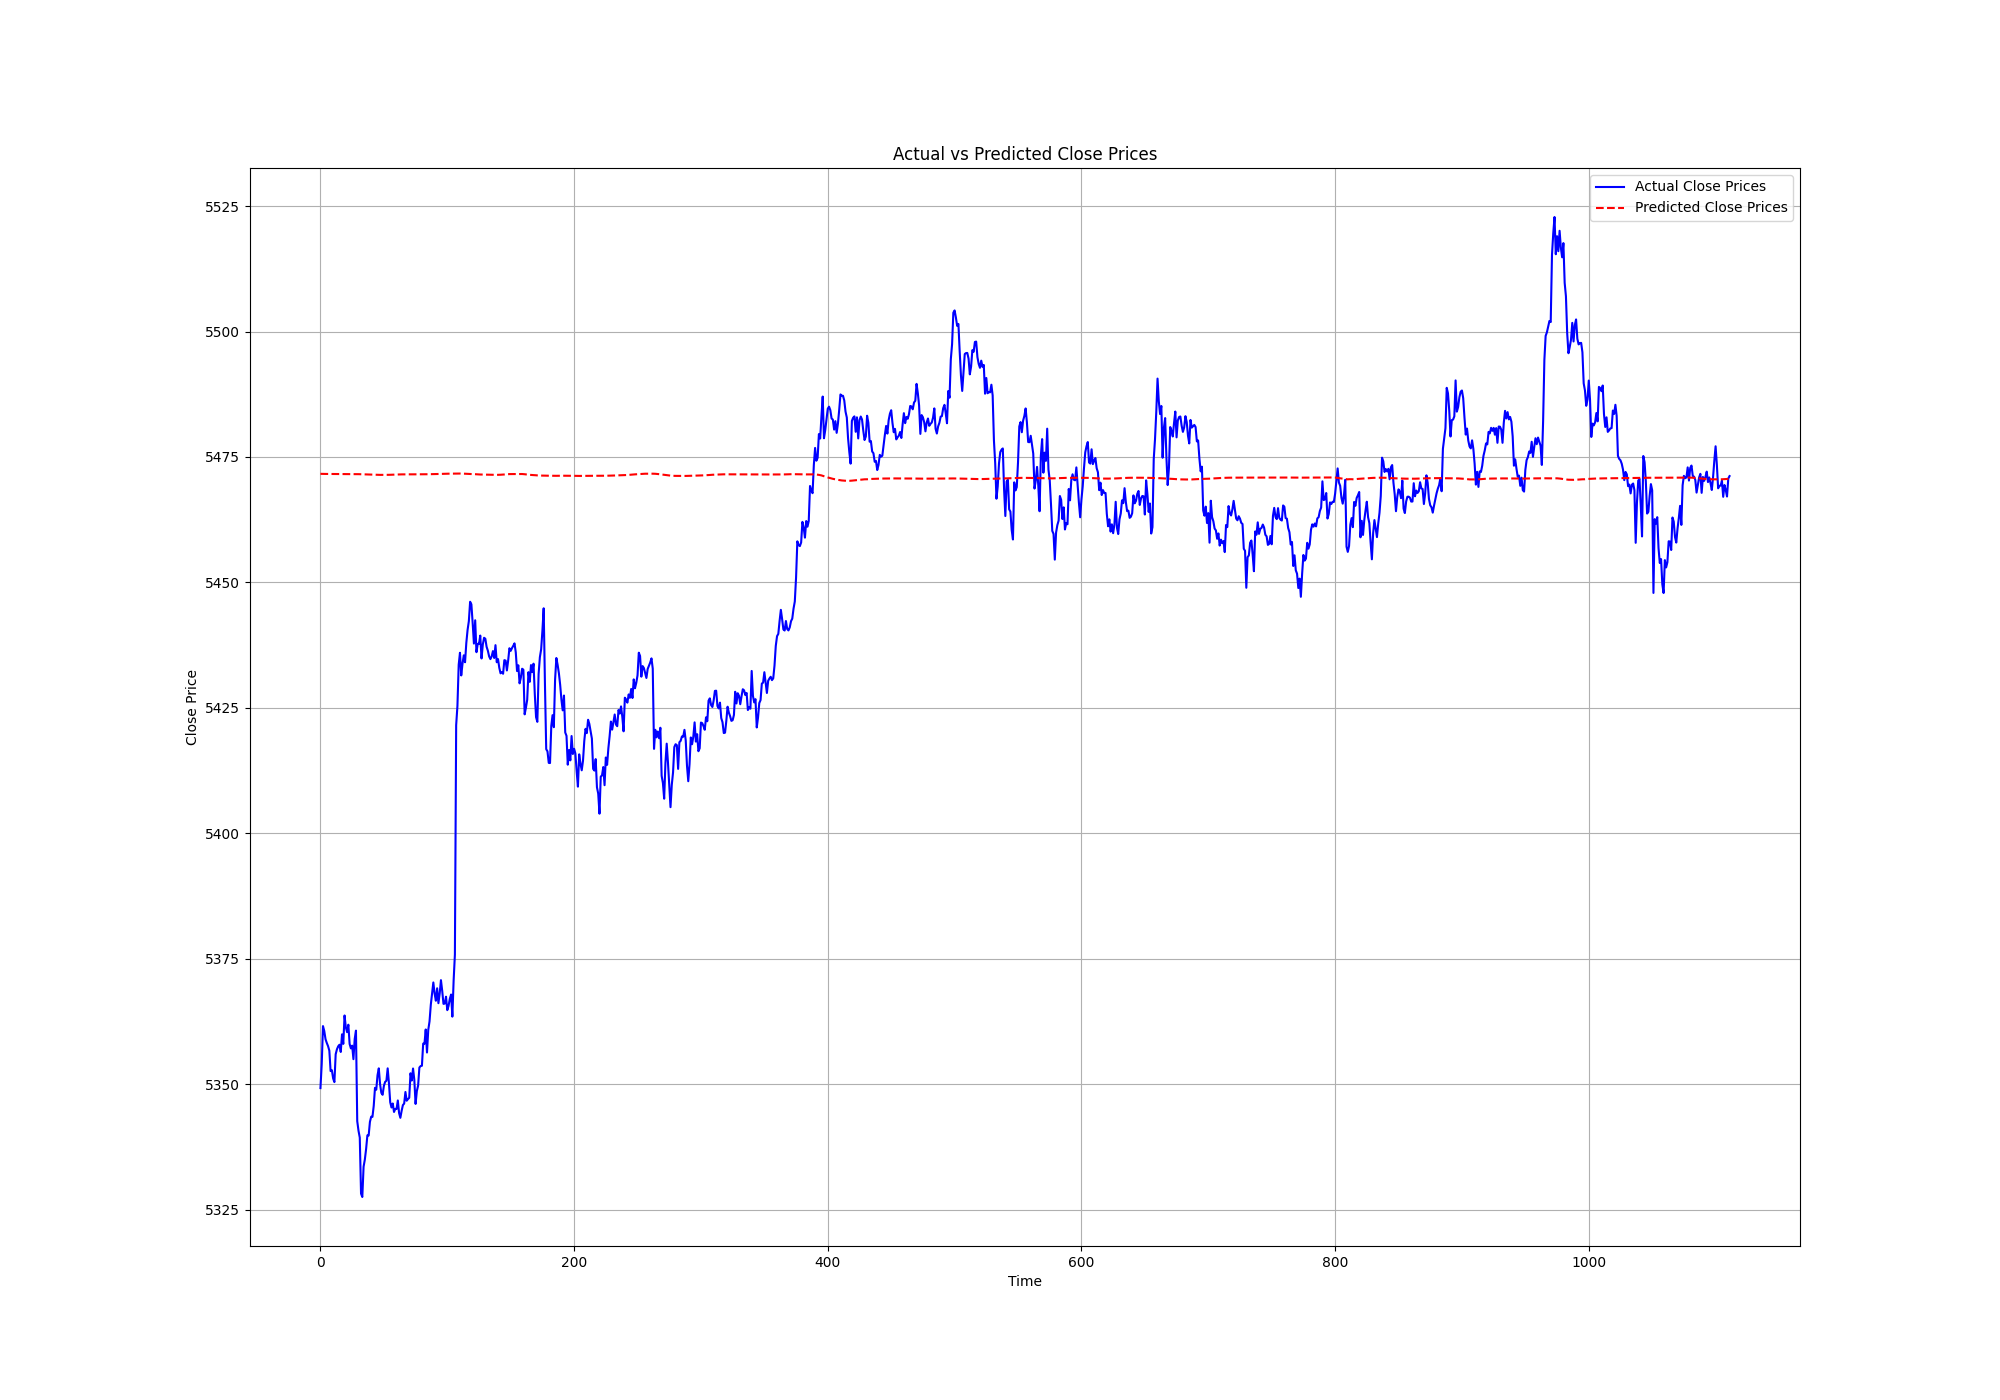 Actual vs Predicted Close Prices
Actual Close Prices
Predicted Close Prices
Close Price
5525
5500
5475
5450
5425
5400
5375
5350
5325
0 200 400 600 800 1000
Time